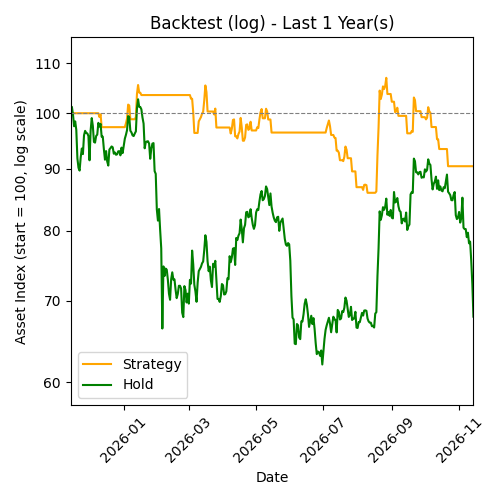 Backtest (log) - Last 1 Year(s)
Asset Index (start = 100, log scale)
110
100
90
80
70
60
Strategy
Hold
2026-01
2026-03
2026-05
2026-07
2026-09
2026-11
Date